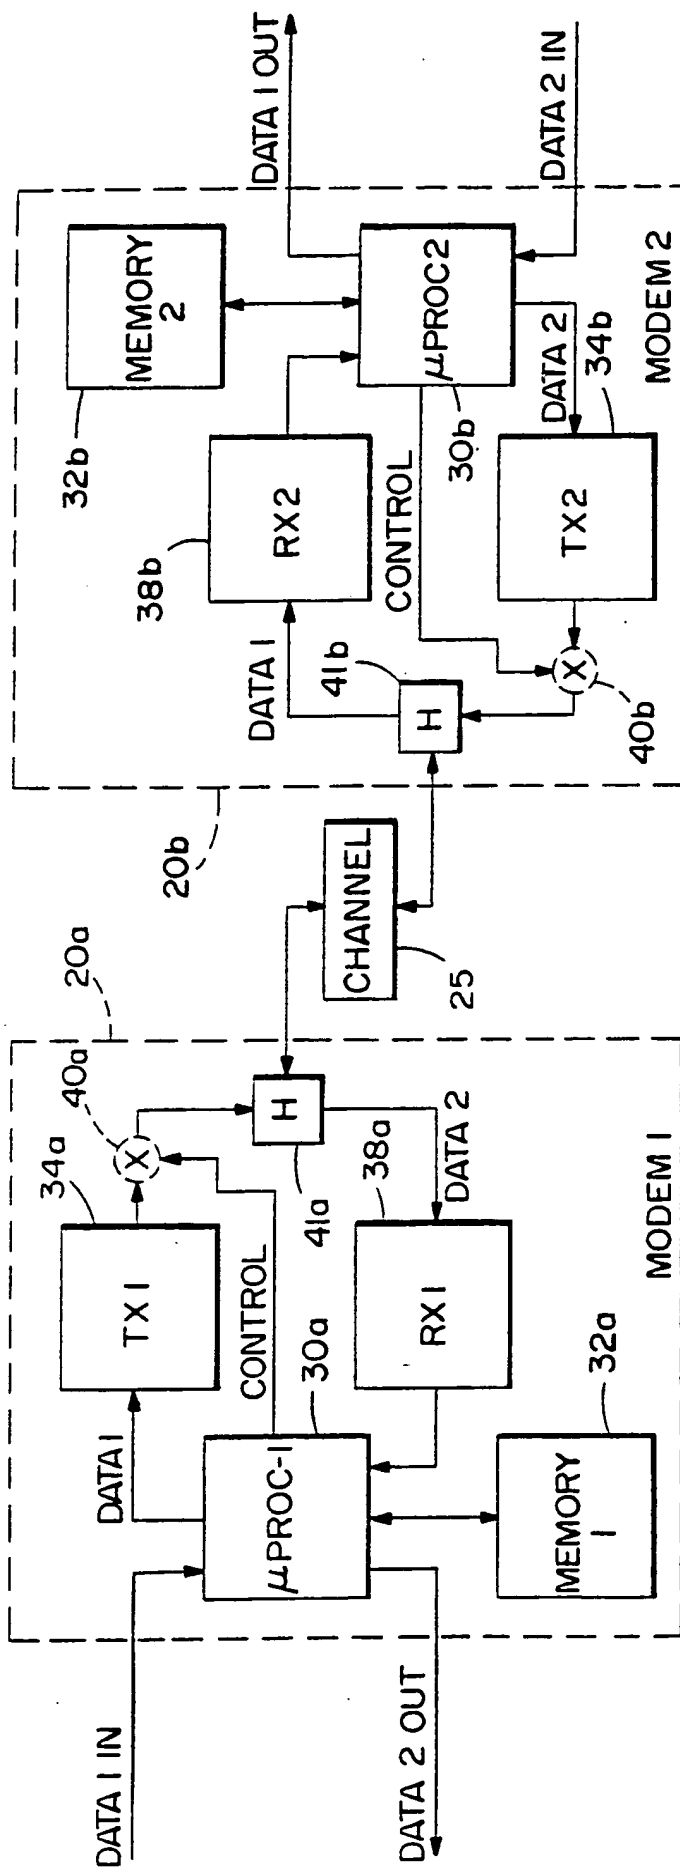 DATA 1 IN
DATA 2 OUT
DATA 1
TX 1
34a
40a
X
20a
CONTROL
H
41a
μPROC-1
30a
RX 1
38a
DATA 2
MEMORY
1
32a
MODEM 1
CHANNEL
25
20b
DATA 1
RX2
38b
MEMORY
2
32b
41b
H
CONTROL
μPROC2
30b
DATA 2
TX2
34b
X
40b
MODEM 2
DATA 1 OUT
DATA 2 IN